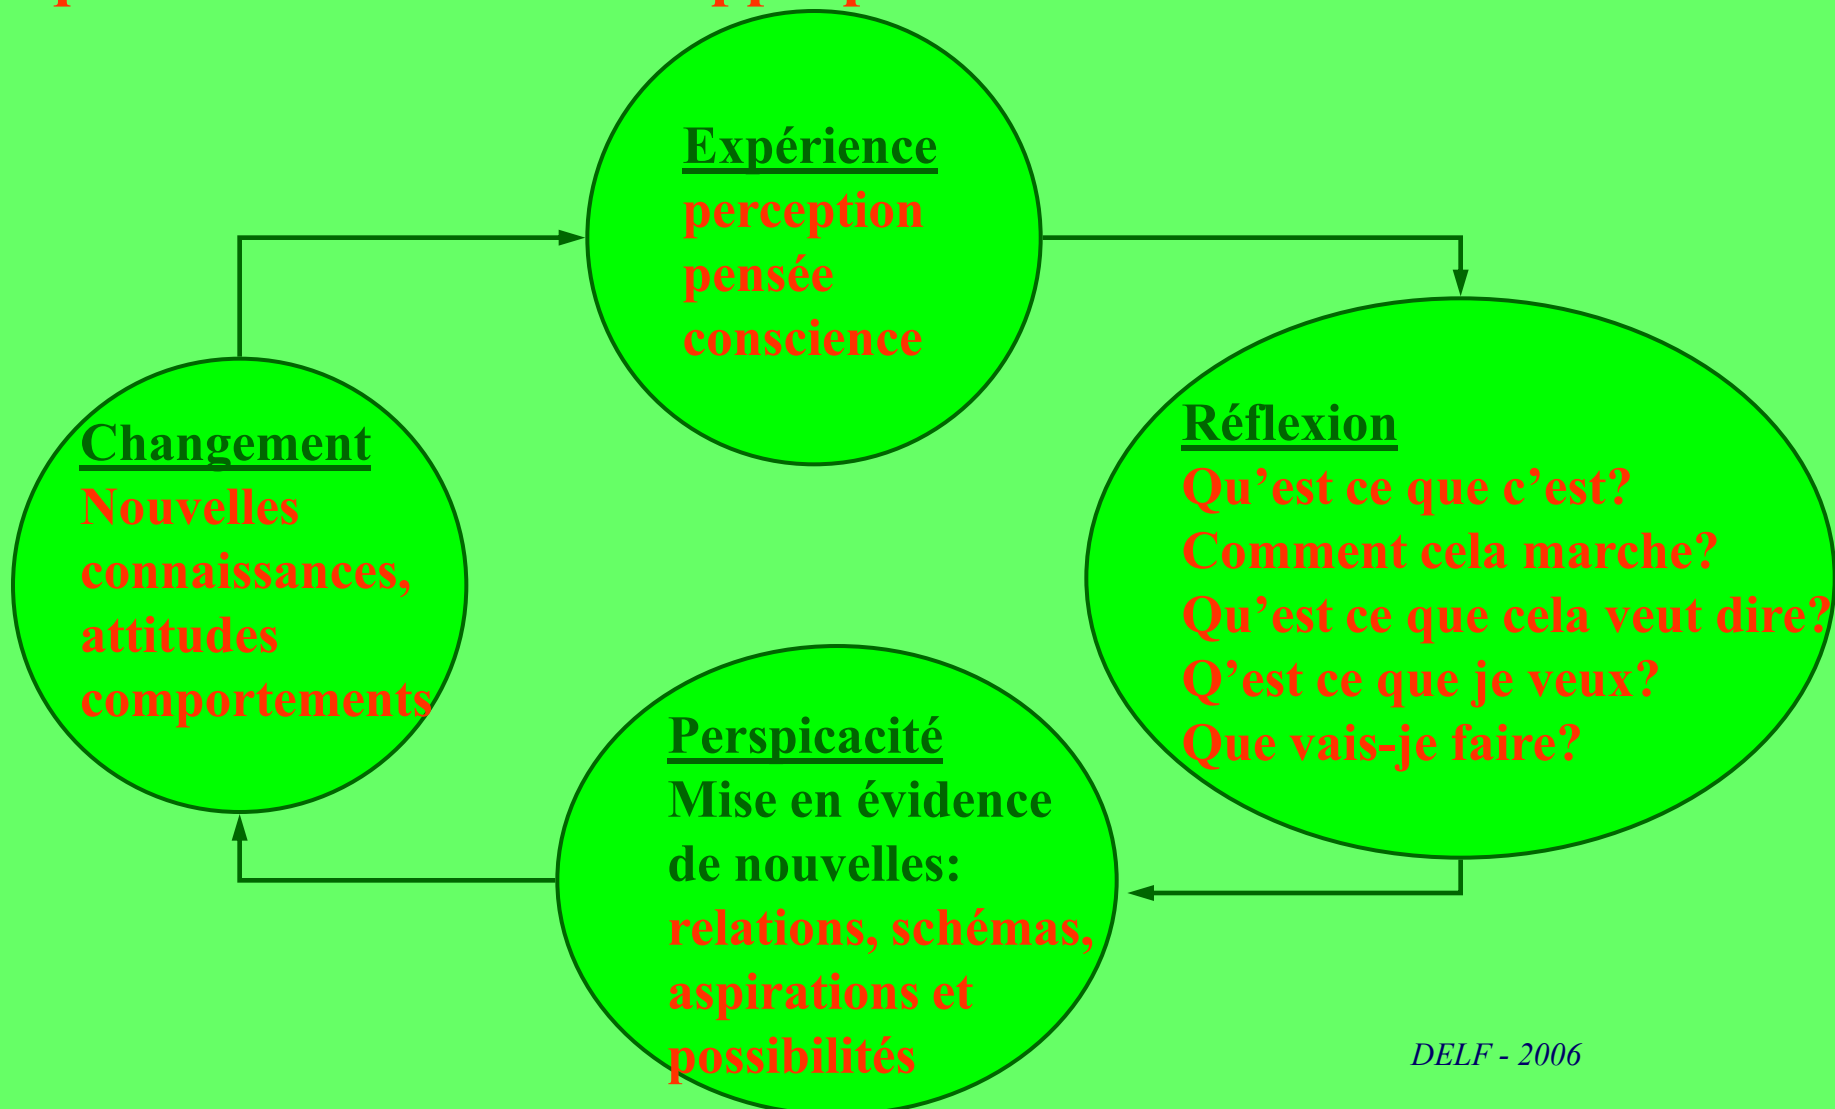 Expérience
perception
pensée
conscience
Changement
Nouvelles
connaissances,
attitudes
comportements
Réflexion
Qu’est ce que c’est?
Comment cela marche?
Qu’est ce que cela veut dire?
Q’est ce que je veux?
Que vais-je faire?
Perspicacité
Mise en évidence
de nouvelles:
relations, schémas,
aspirations et
possibilités
DELF - 2006